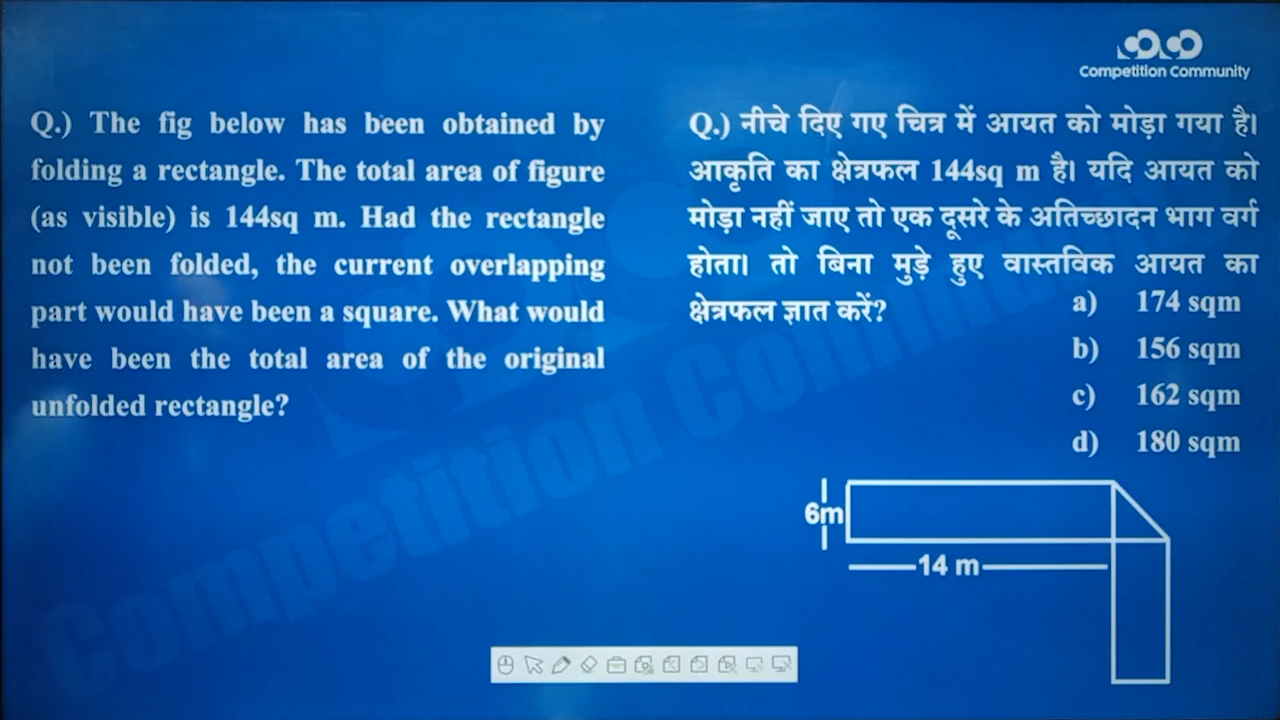 Competition Community
Q.) The fig below has been obtained by
folding a rectangle. The total area of figure
(as visible) is 144sq m. Had the rectangle
not been folded, the current overlapping
part would have been a square. What would
have been the total area of the original
unfolded rectangle?
Q.) नीचे दिए गए चित्र में आयत को मोड़ा गया है।
आकृति का क्षेत्रफल 144sq m है। यदि आयत को
मोड़ा नहीं जाए तो एक दूसरे के अतिच्छादन भाग वर्ग
होता। तो बिना मुड़े हुए वास्तविक आयत का
क्षेत्रफल ज्ञात करें?
a) 174 sqm
b) 156 sqm
c) 162 sqm
d) 180 sqm
6m
14 m
Competition Community